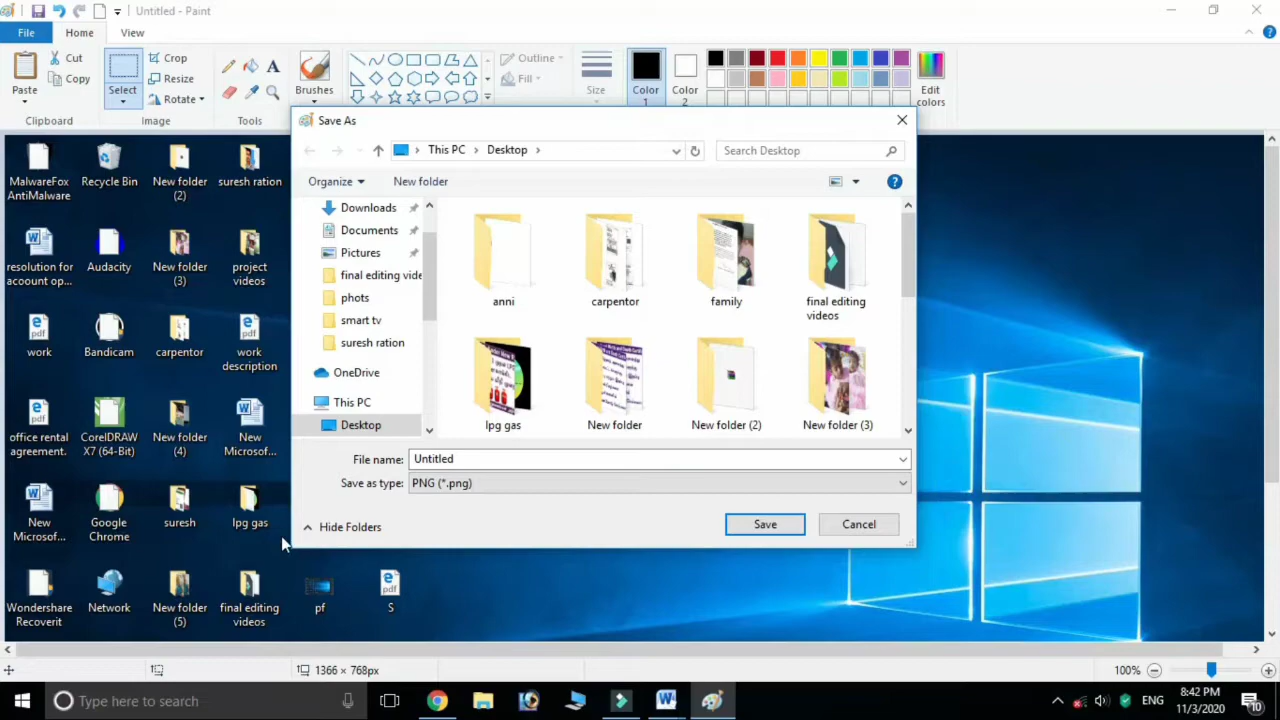 Untitled - Paint
File
Home
View
Paste
Cut
Copy
Clipboard
Select
Crop
Resize
Rotate
Image
Tools
Brushes
Outline
Fill
Size
Color 1
Color 2
Edit colors
Save As
This PC
Desktop
Search Desktop
Organize
New folder
Downloads
Documents
Pictures
final editing vide
phots
smart tv
suresh ration
OneDrive
This PC
Desktop
anni
carpentor
family
final editing
videos
lpg gas
New folder
New folder (2)
New folder (3)
File name:
Untitled
Save as type:
PNG (*.png)
Hide Folders
Save
Cancel
MalwareFox
AntiMalware
Recycle Bin
New folder
(2)
suresh ration
resolution for
acoount op...
Audacity
New folder
(3)
project
videos
work
Bandicam
carpentor
work
description
office rental
agreement.
CorelDRAW
X7 (64-Bit)
New folder
(4)
New
Microsof...
New
Microsof...
Google
Chrome
suresh
lpg gas
Wondershare
Recoverit
Network
New folder
(5)
final editing
videos
pf
S
1366 × 768px
100%
Type here to search
ENG
8:42 PM
11/3/2020
10